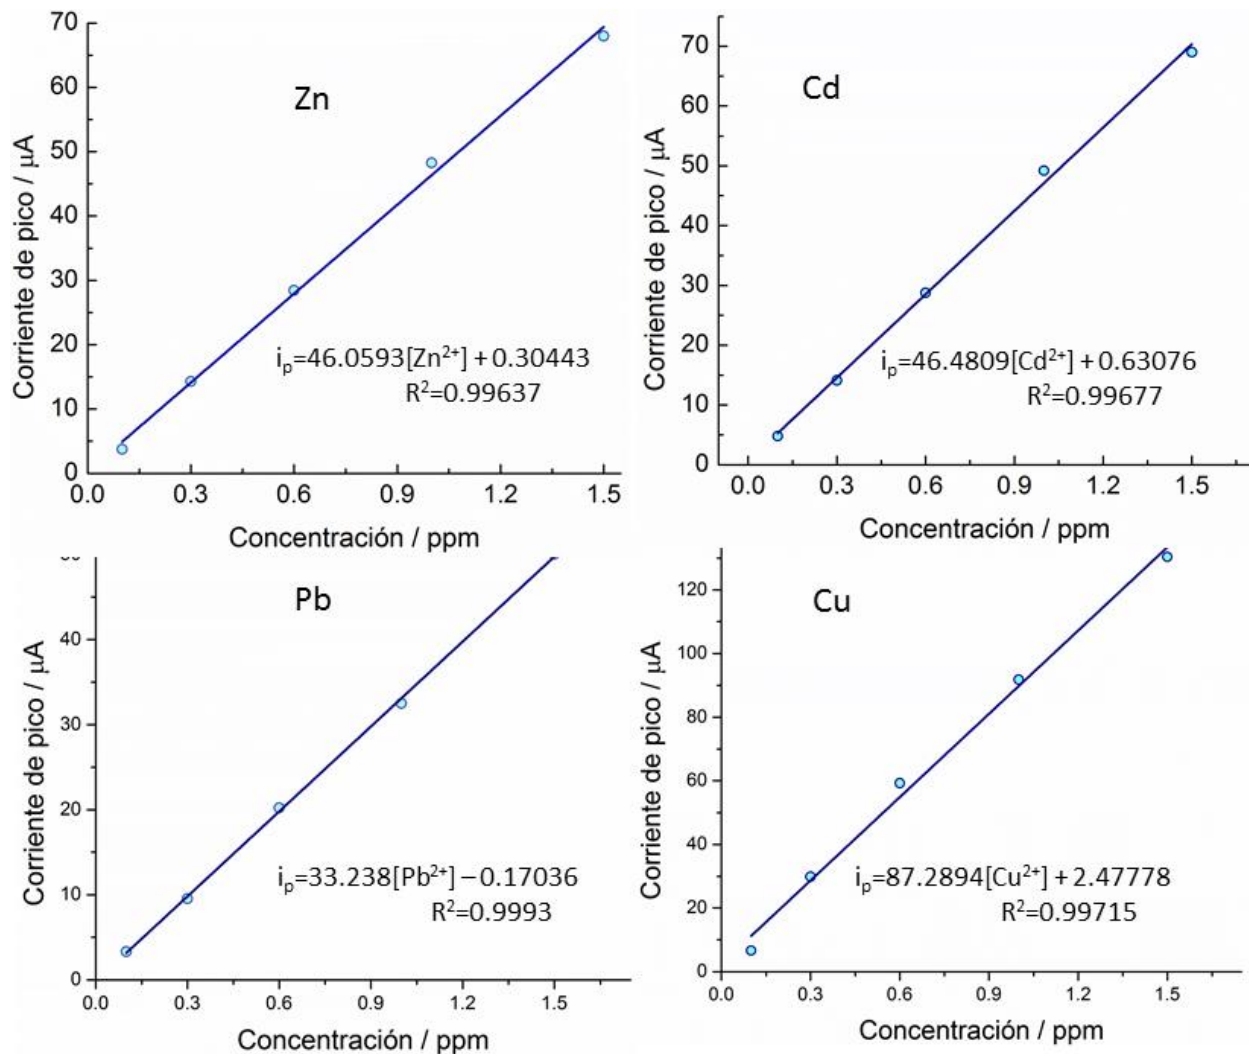 Zn
Corriente de pico / μA
70
60
50
40
30
20
10
0
iₚ=46.0593[Zn²⁺] + 0.30443
R²=0.99637
0.0 0.3 0.6 0.9 1.2 1.5
Concentración / ppm
Cd
Corriente de pico / μA
70
60
50
40
30
20
10
0
iₚ=46.4809[Cd²⁺] + 0.63076
R²=0.99677
0.0 0.3 0.6 0.9 1.2 1.5
Concentración / ppm
Pb
Corriente de pico / μA
40
30
20
10
0
iₚ=33.238[Pb²⁺] – 0.17036
R²=0.9993
0.0 0.3 0.6 0.9 1.2 1.5
Concentración / ppm
Cu
Corriente de pico / μA
120
100
80
60
40
20
0
iₚ=87.2894[Cu²⁺] + 2.47778
R²=0.99715
0.0 0.3 0.6 0.9 1.2 1.5
Concentración / ppm